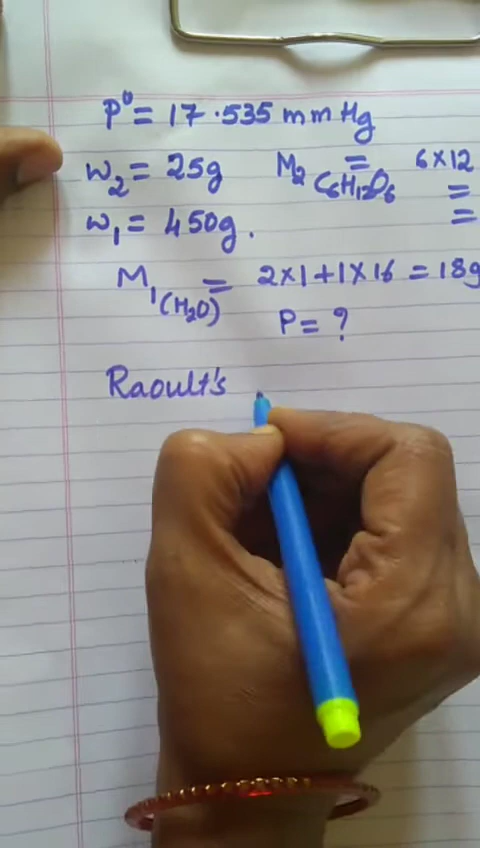 P⁰ = 17.535 mm Hg
W₂ = 25g M₂ C₆H₁₂O₆ = 6×12
=
W₁ = 450g. =
M₁(H₂O) = 2×1+1×16 = 18g
P = ?
Raoult's